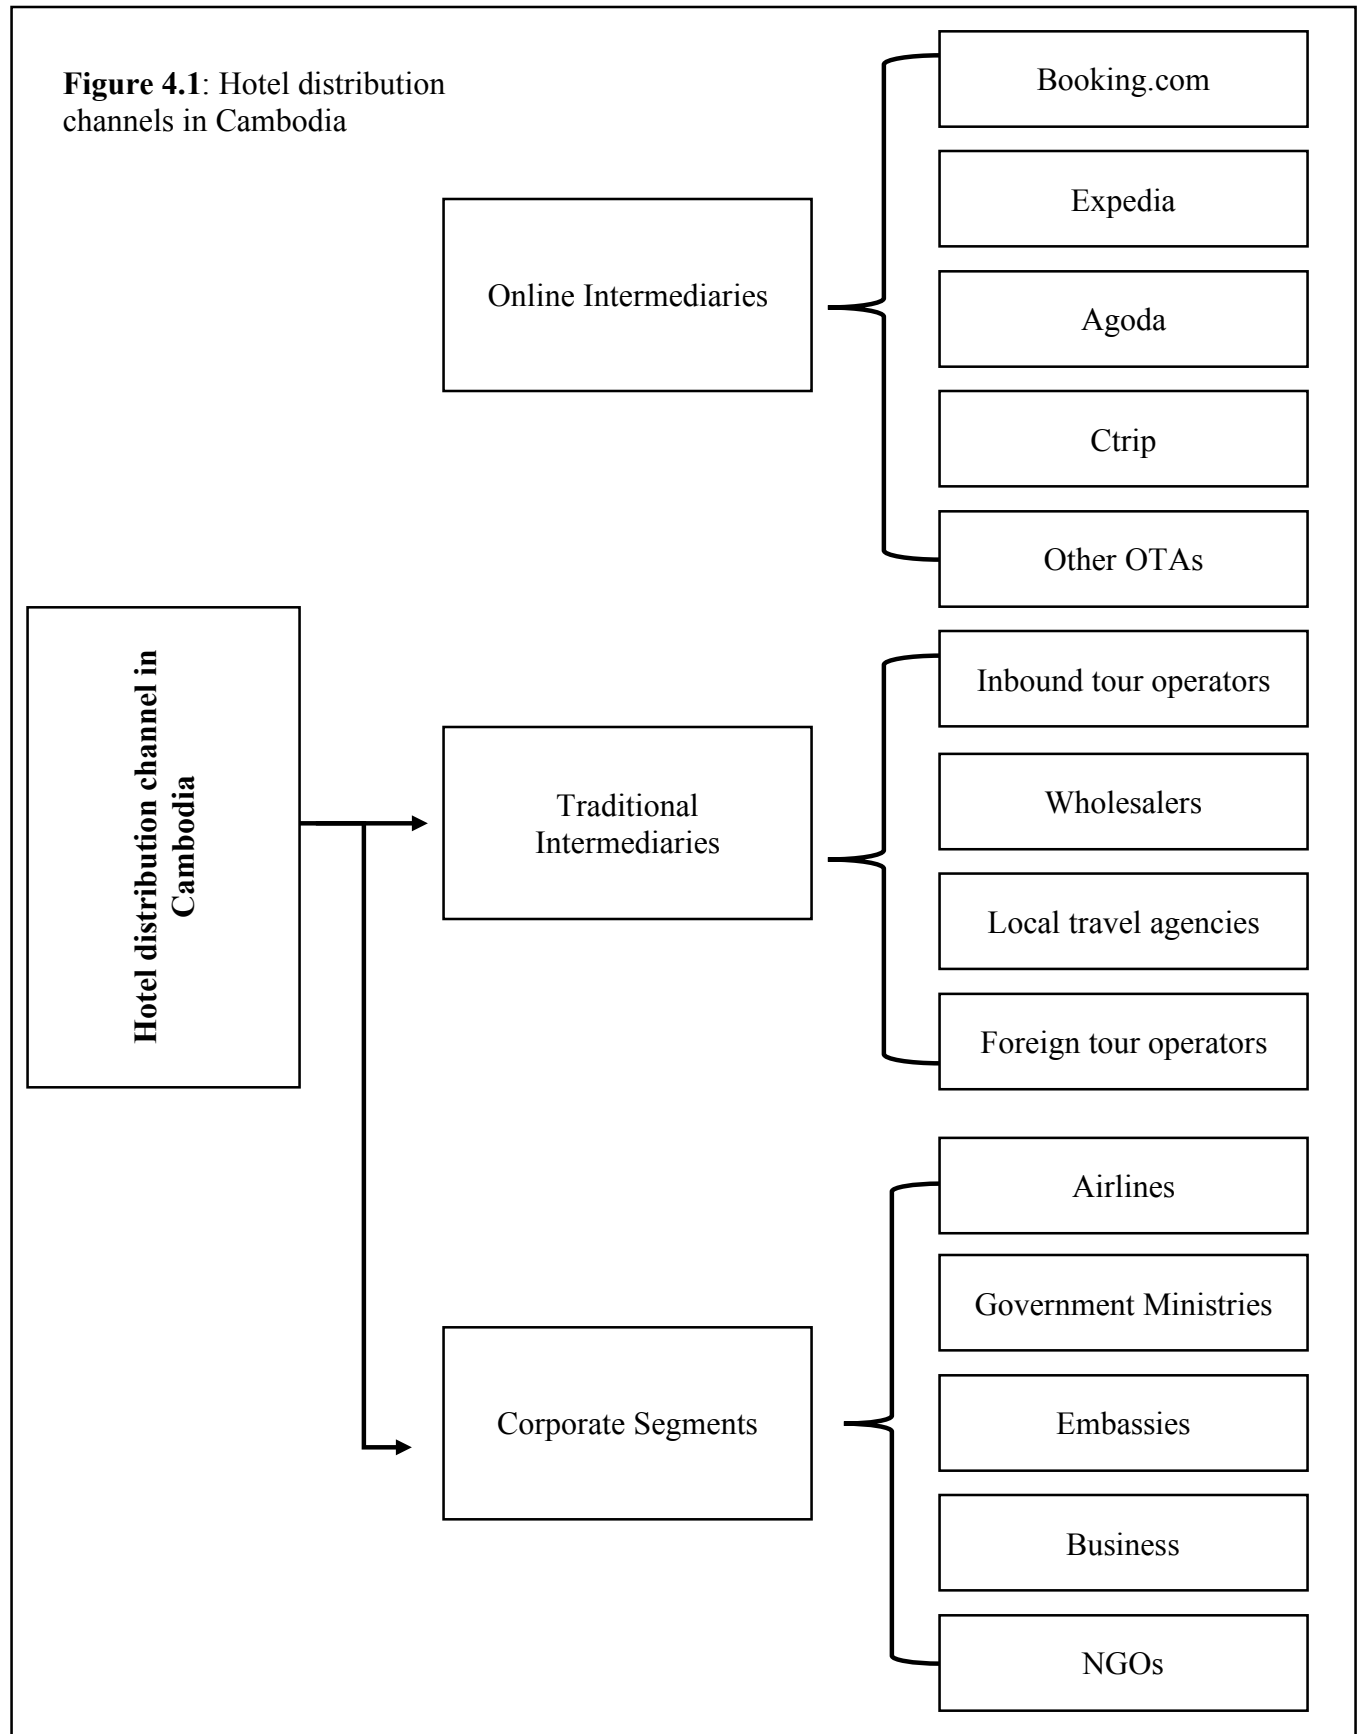 Figure 4.1: Hotel distribution
channels in Cambodia
Hotel distribution channel in
Cambodia
Online Intermediaries
Booking.com
Expedia
Agoda
Ctrip
Other OTAs
Traditional
Intermediaries
Inbound tour operators
Wholesalers
Local travel agencies
Foreign tour operators
Corporate Segments
Airlines
Government Ministries
Embassies
Business
NGOs